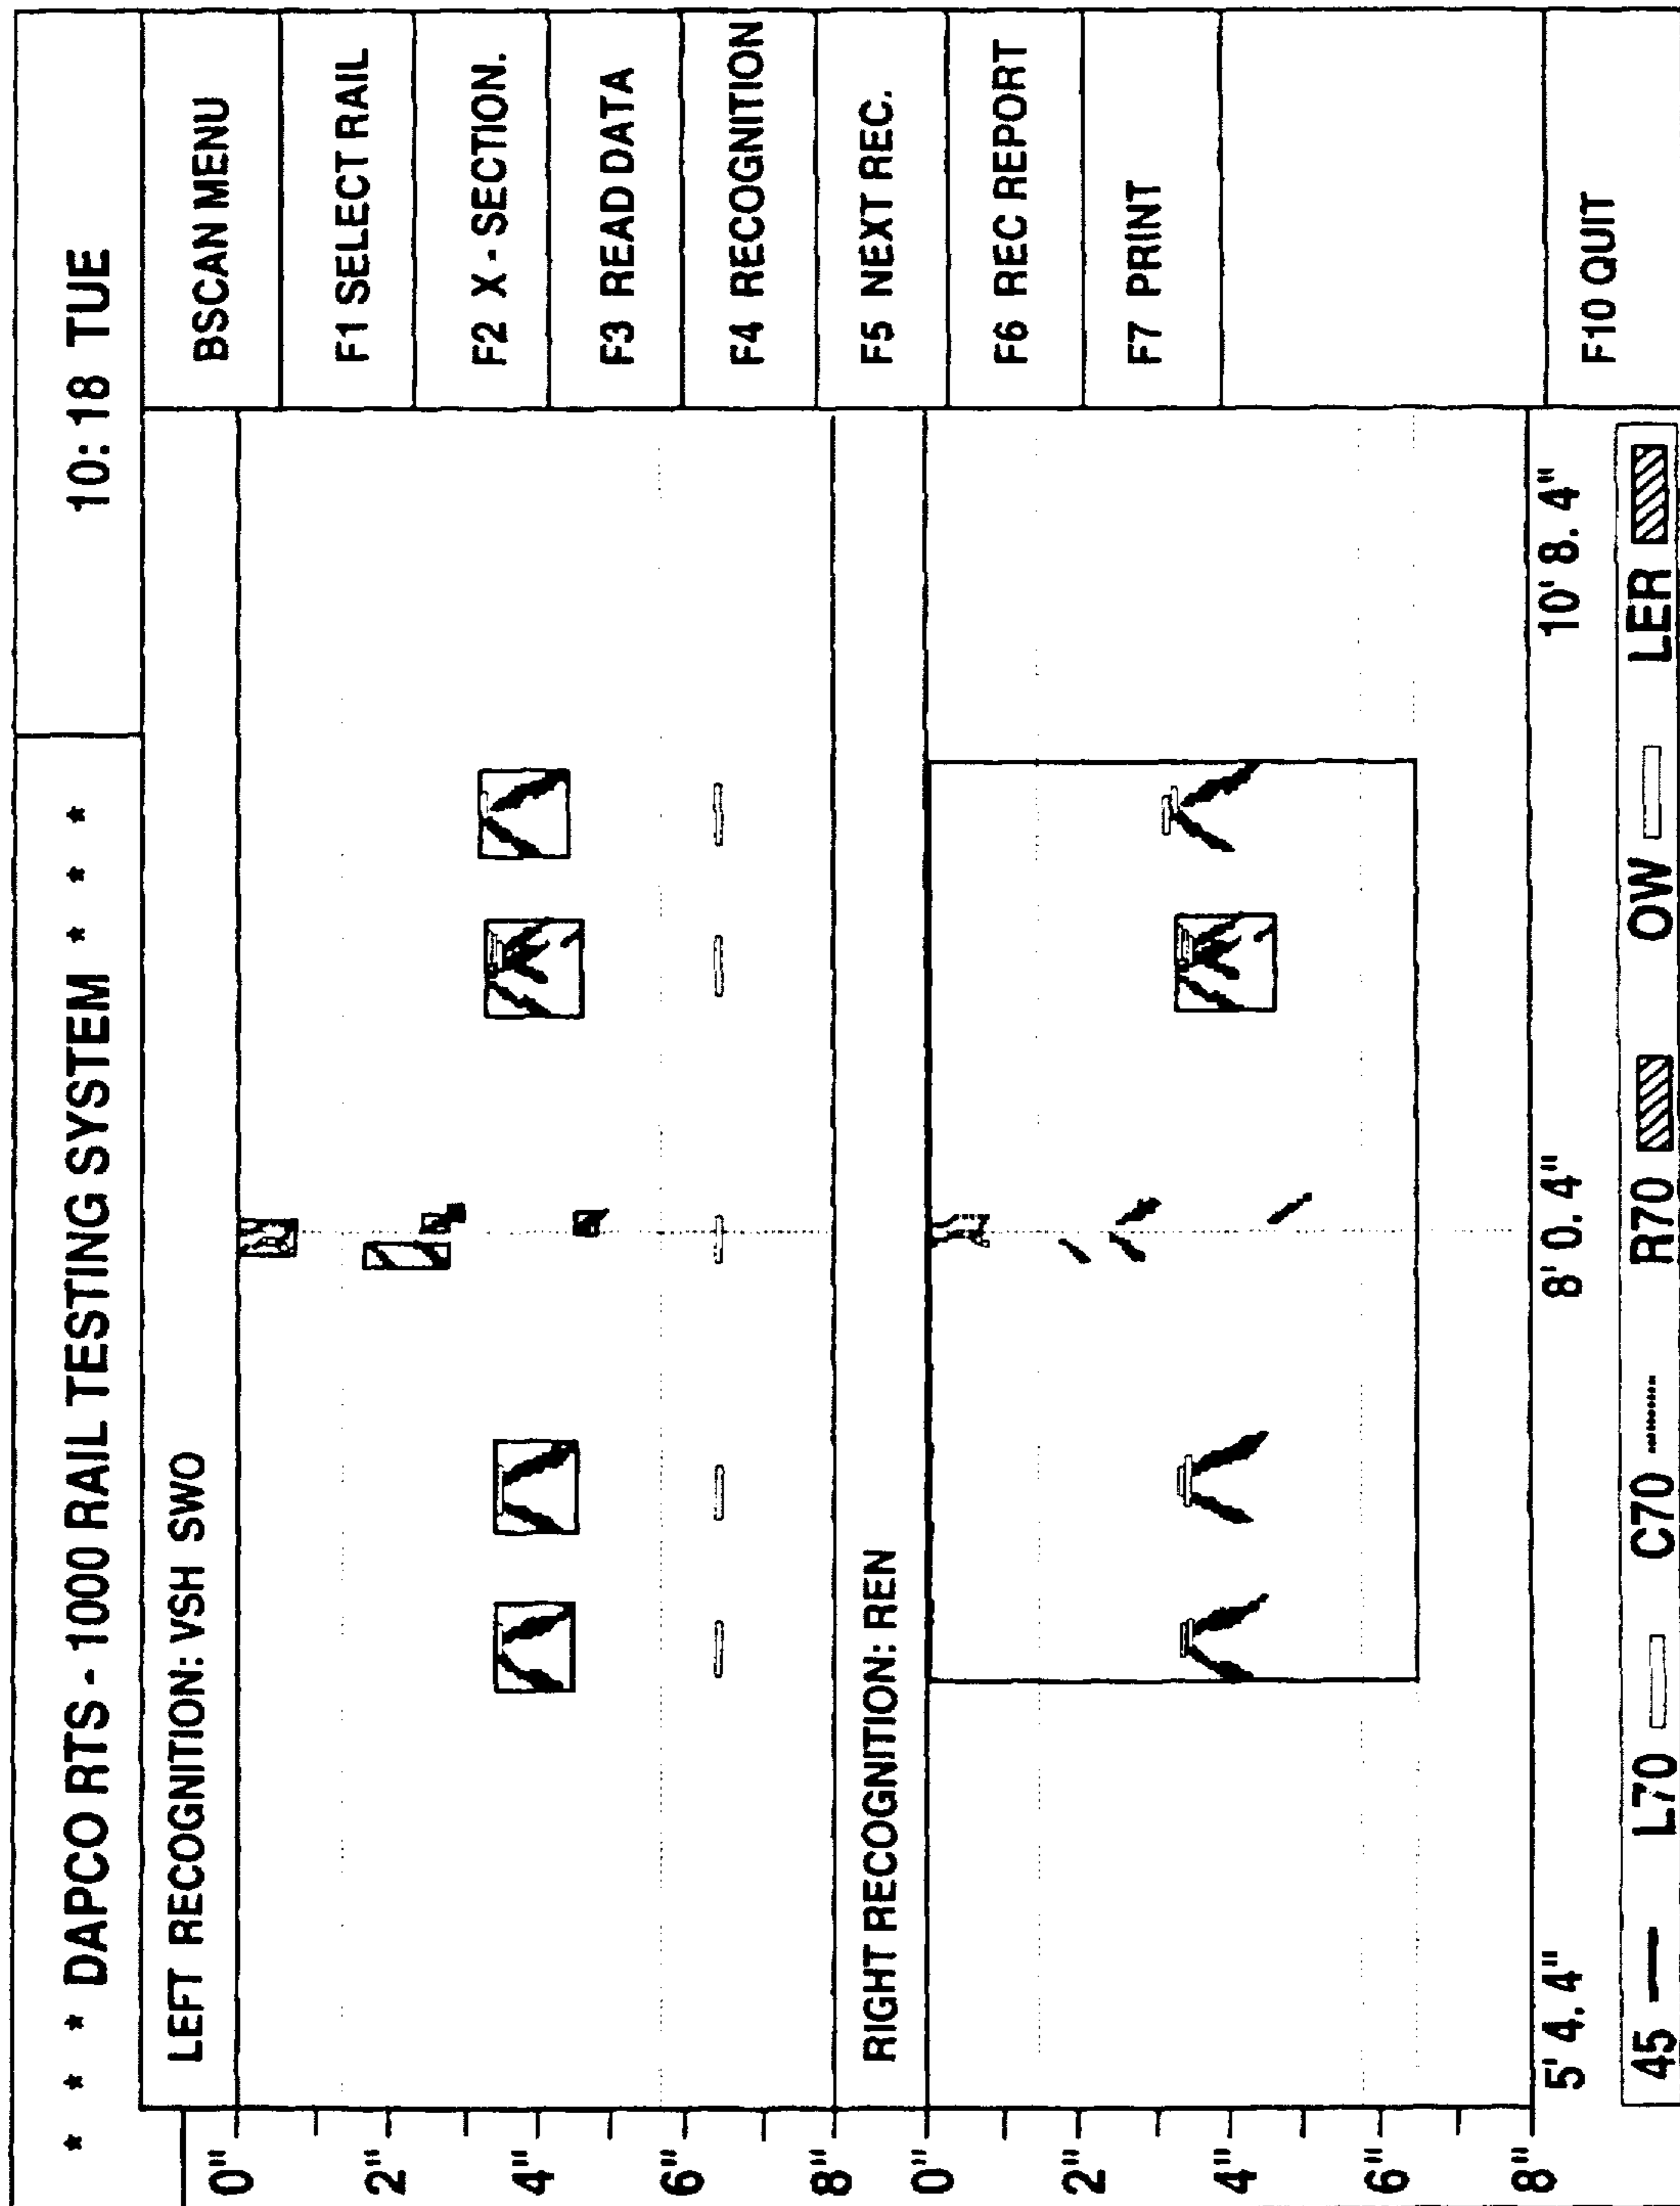 * * * DAPCO RTS - 1000 RAIL TESTING SYSTEM * * *
10: 18 TUE
LEFT RECOGNITION: VSH SWO
0"
2"
4"
6"
RIGHT RECOGNITION: REN
0"
2"
4"
6"
8"
5' 4. 4"
8' 0. 4"
10' 8. 4"
45
L70
C70
R70
OW
LER
BSCAN MENU
F1 SELECT RAIL
F2 X - SECTION.
F3 READ DATA
F4 RECOGNITION
F5 NEXT REC.
F6 REC REPORT
F7 PRINT
F10 QUIT